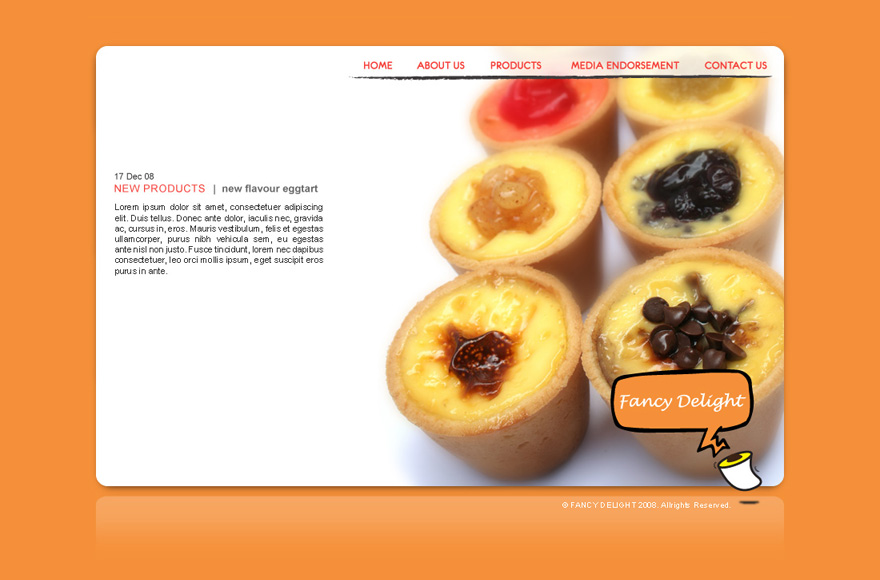 HOME ABOUT US PRODUCTS MEDIA ENDORSEMENT CONTACT US
17 Dec 08
NEW PRODUCTS | new flavour eggtart
Lorem ipsum dolor sit amet, consectetuer adipiscing
elit. Duis tellus. Donec ante dolor, iaculis nec, gravida
ac, cursus in, eros. Mauris vestibulum, felis et egestas
ullamcorper, purus nibh vehicula sem, eu egestas
ante nisl non justo. Fusce tincidunt, lorem nec dapibus
consectetuer, leo orci mollis ipsum, eget suscipit eros
purus in ante.
Fancy Delight
© FANCY DELIGHT 2008. Allrights Reserved.